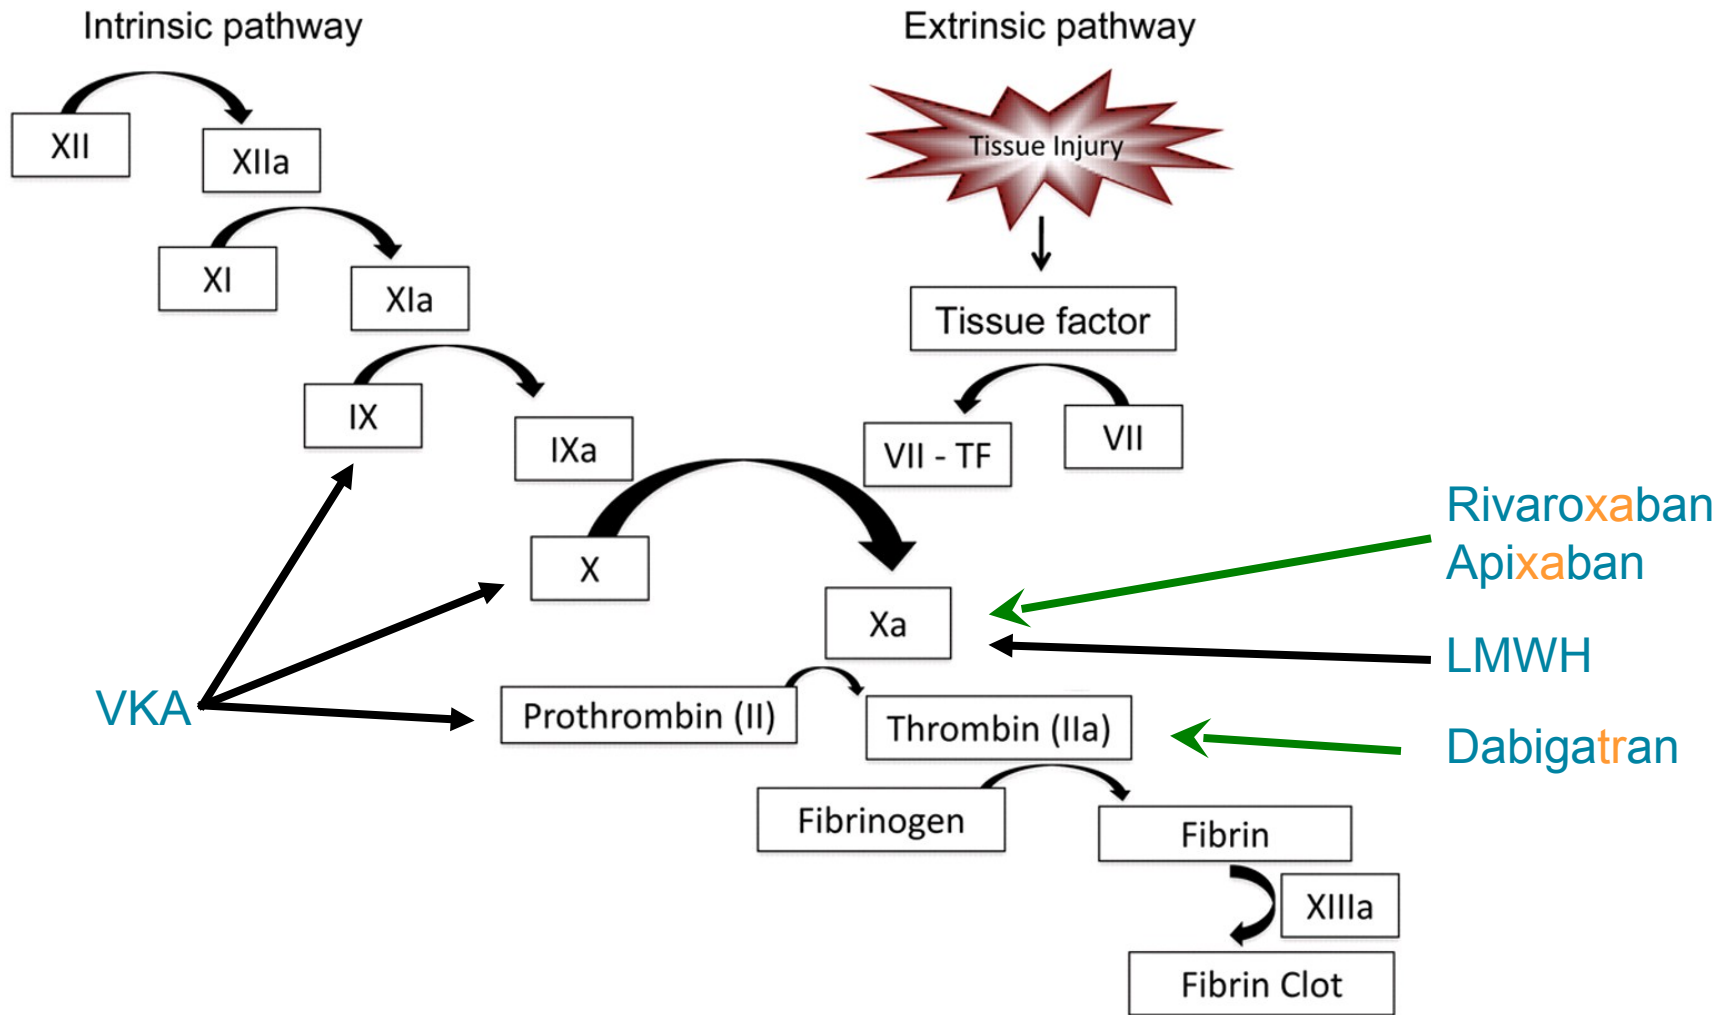 Intrinsic pathway
Extrinsic pathway
XII
XIIa
Tissue Injury
XI
XIa
Tissue factor
IX
IXa
VII - TF
VII
X
Xa
Rivaroxaban
Apixaban
LMWH
VKA
Prothrombin (II)
Thrombin (IIa)
Dabigatran
Fibrinogen
Fibrin
XIIIa
Fibrin Clot